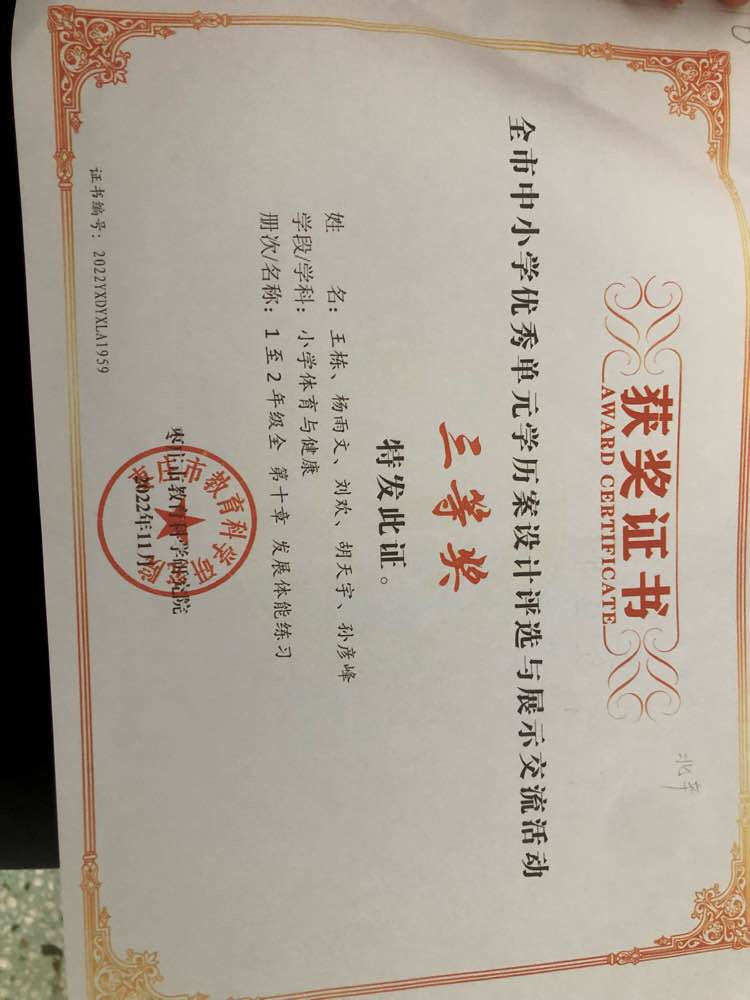 获奖证书
AWARD CERTIFICATE
北辛
全市中小学优秀单元学历案设计评选与展示交流活动
三等奖
特发此证。
姓 名：王栋、杨雨文、刘欢、胡天宇、孙彦峰
学段/学科：小学体育与健康
册次/名称：1至2年级全 第十章 发展体能练习
枣庄市教育科学研究院
2022年11月
证书编号：2022YXDYXLA1959